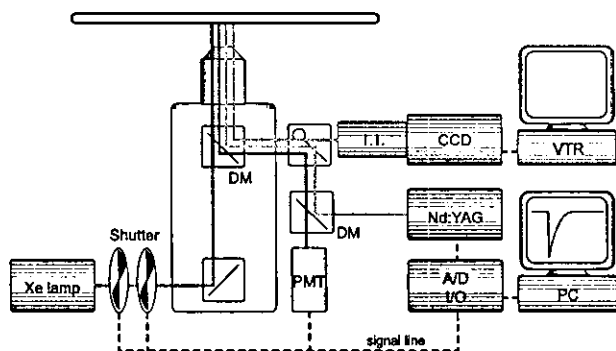 I.I.
CCD
VTR
DM
Nd:YAG
DM
Shutter
Xe lamp
PMT
A/D
I/O
PC
signal line